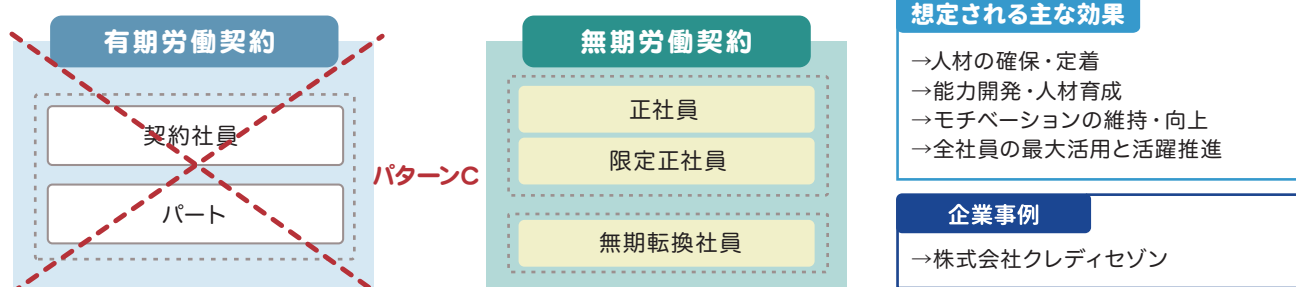 有期労働契約
契約社員
パート
パターンC
無期労働契約
正社員
限定正社員
無期転換社員
想定される主な効果
→人材の確保・定着
→能力開発・人材育成
→モチベーションの維持・向上
→全社員の最大活用と活躍推進
企業事例
→株式会社クレディセゾン